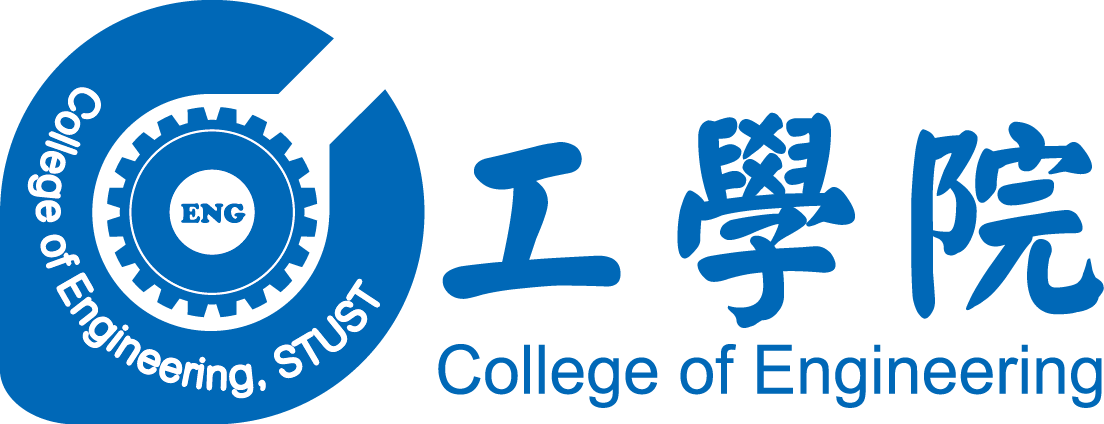 College of Engineering, STUST
ENG
工學院
College of Engineering